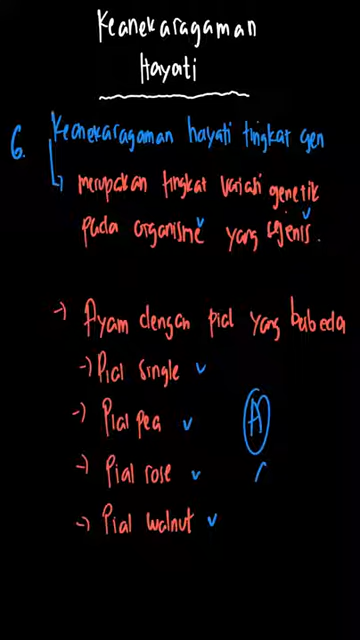 Keanekaragaman
Hayati
6. Keanekaragaman hayati tingkat gen
↳ merupakan tingkat variasi genetik
pada organisme yang sejenis.
→ Ayam dengan pial yang bebeda
→ Pial single ✓
→ Pial pea ✓
A
→ Pial rose ✓
→ Pial walnut ✓